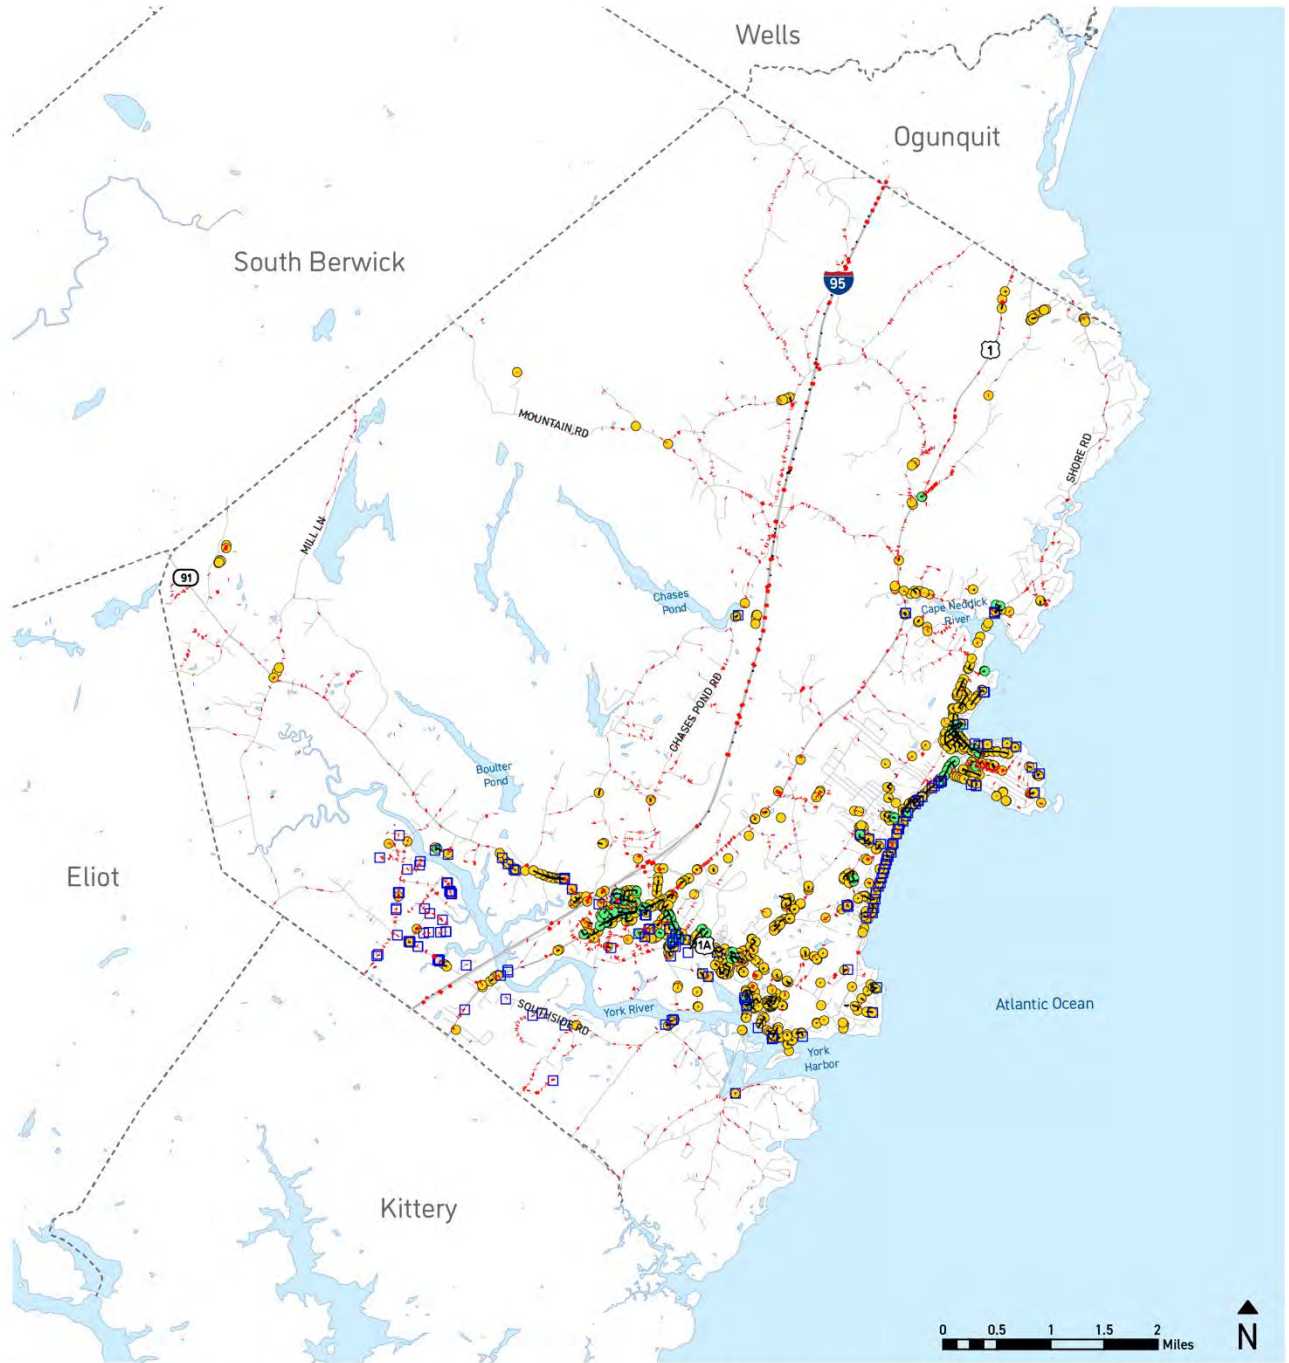 Wells
Ogunquit
South Berwick
95
1
MOUNTAIN RD
SHORE RD
MILL LN
91
Chases
Pond
Cape Neddick
River
CHASES POND RD
Boulter
Pond
Eliot
1A
York River
SOUTHSIDE RD
Atlantic Ocean
York
Harbor
Kittery
0 0.5 1 1.5 2
Miles
N